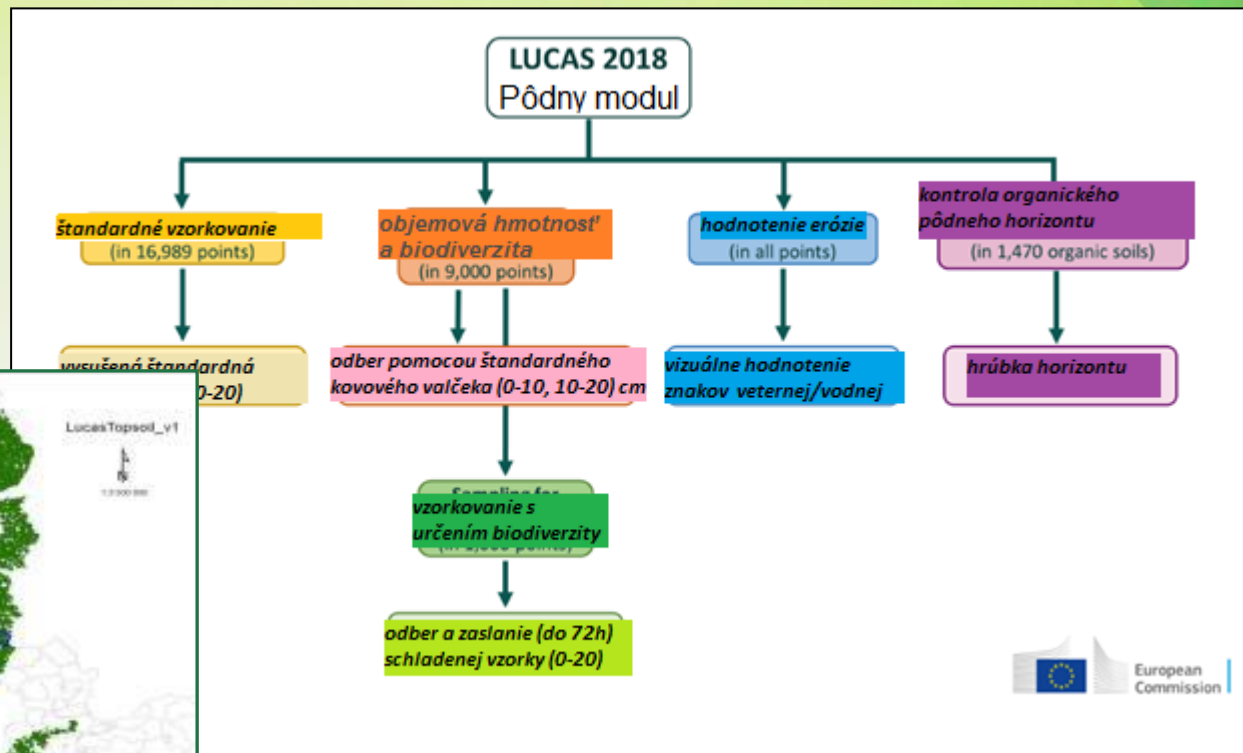 LUCAS 2018
Pôdny modul
štandardné vzorkovanie
(in 16,989 points)
objemová hmotnosť
a biodiverzita
(in 9,000 points)
hodnotenie erózie
(in all points)
kontrola organického
pôdneho horizontu
(in 1,470 organic soils)
vysušená štandardná
0-20)
odber pomocou štandardného
kovového valčeka (0-10, 10-20) cm
vizuálne hodnotenie
znakov veternej/vodnej
hrúbka horizontu
LucasTopsoil_v1
N
Sampling for
vzorkovanie s
určením biodiverzity
points)
odber a zaslanie (do 72h)
schladenej vzorky (0-20)
European
Commission